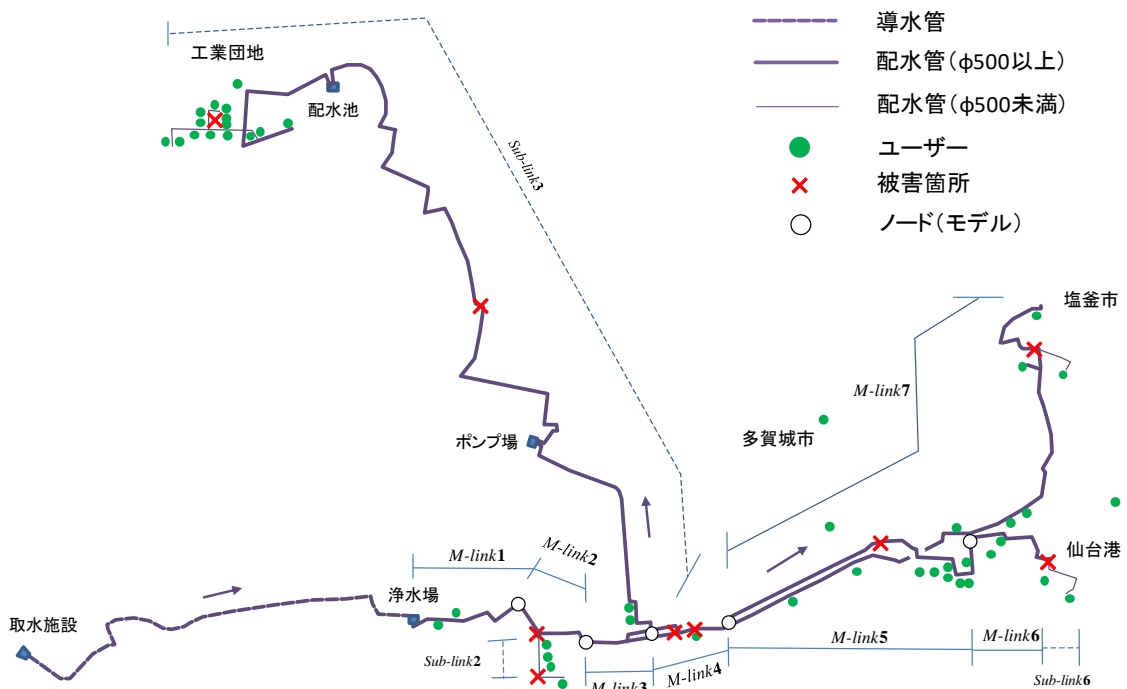 導水管
工業団地
配水管(φ500以上)
配水池
配水管(φ500未満)
ユーザー
Sub-link3
被害箇所
ノード(モデル)
塩釜市
M-link7
多賀城市
ポンプ場
M-link1
M-link2
仙台港
浄水場
取水施設
Sub-link2
M-link3
M-link4
M-link5
M-link6
Sub-link6